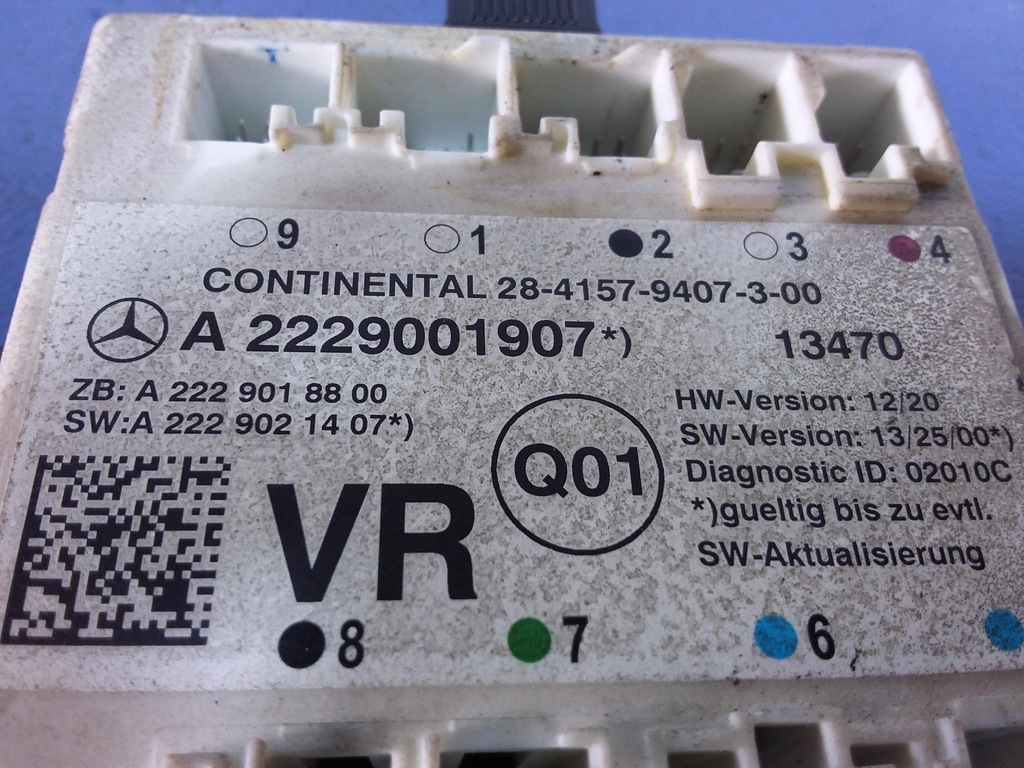 9 1 2 3 4
CONTINENTAL 28-4157-9407-3-00
A 2229001907*) 13470
ZB: A 222 901 88 00
SW:A 222 902 14 07*)
HW-Version: 12/20
SW-Version: 13/25/00*)
Diagnostic ID: 02010C
*)gueltig bis zu evtl.
SW-Aktualisierung
Q01
VR
8 7 6